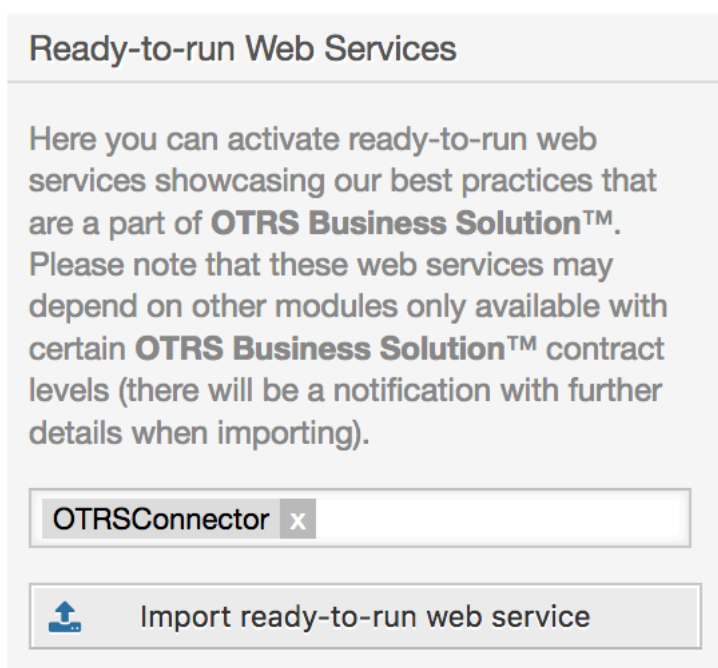 Ready-to-run Web Services
Here you can activate ready-to-run web
services showcasing our best practices that
are a part of OTRS Business Solution™.
Please note that these web services may
depend on other modules only available with
certain OTRS Business Solution™ contract
levels (there will be a notification with further
details when importing).
OTRSConnector x
Import ready-to-run web service